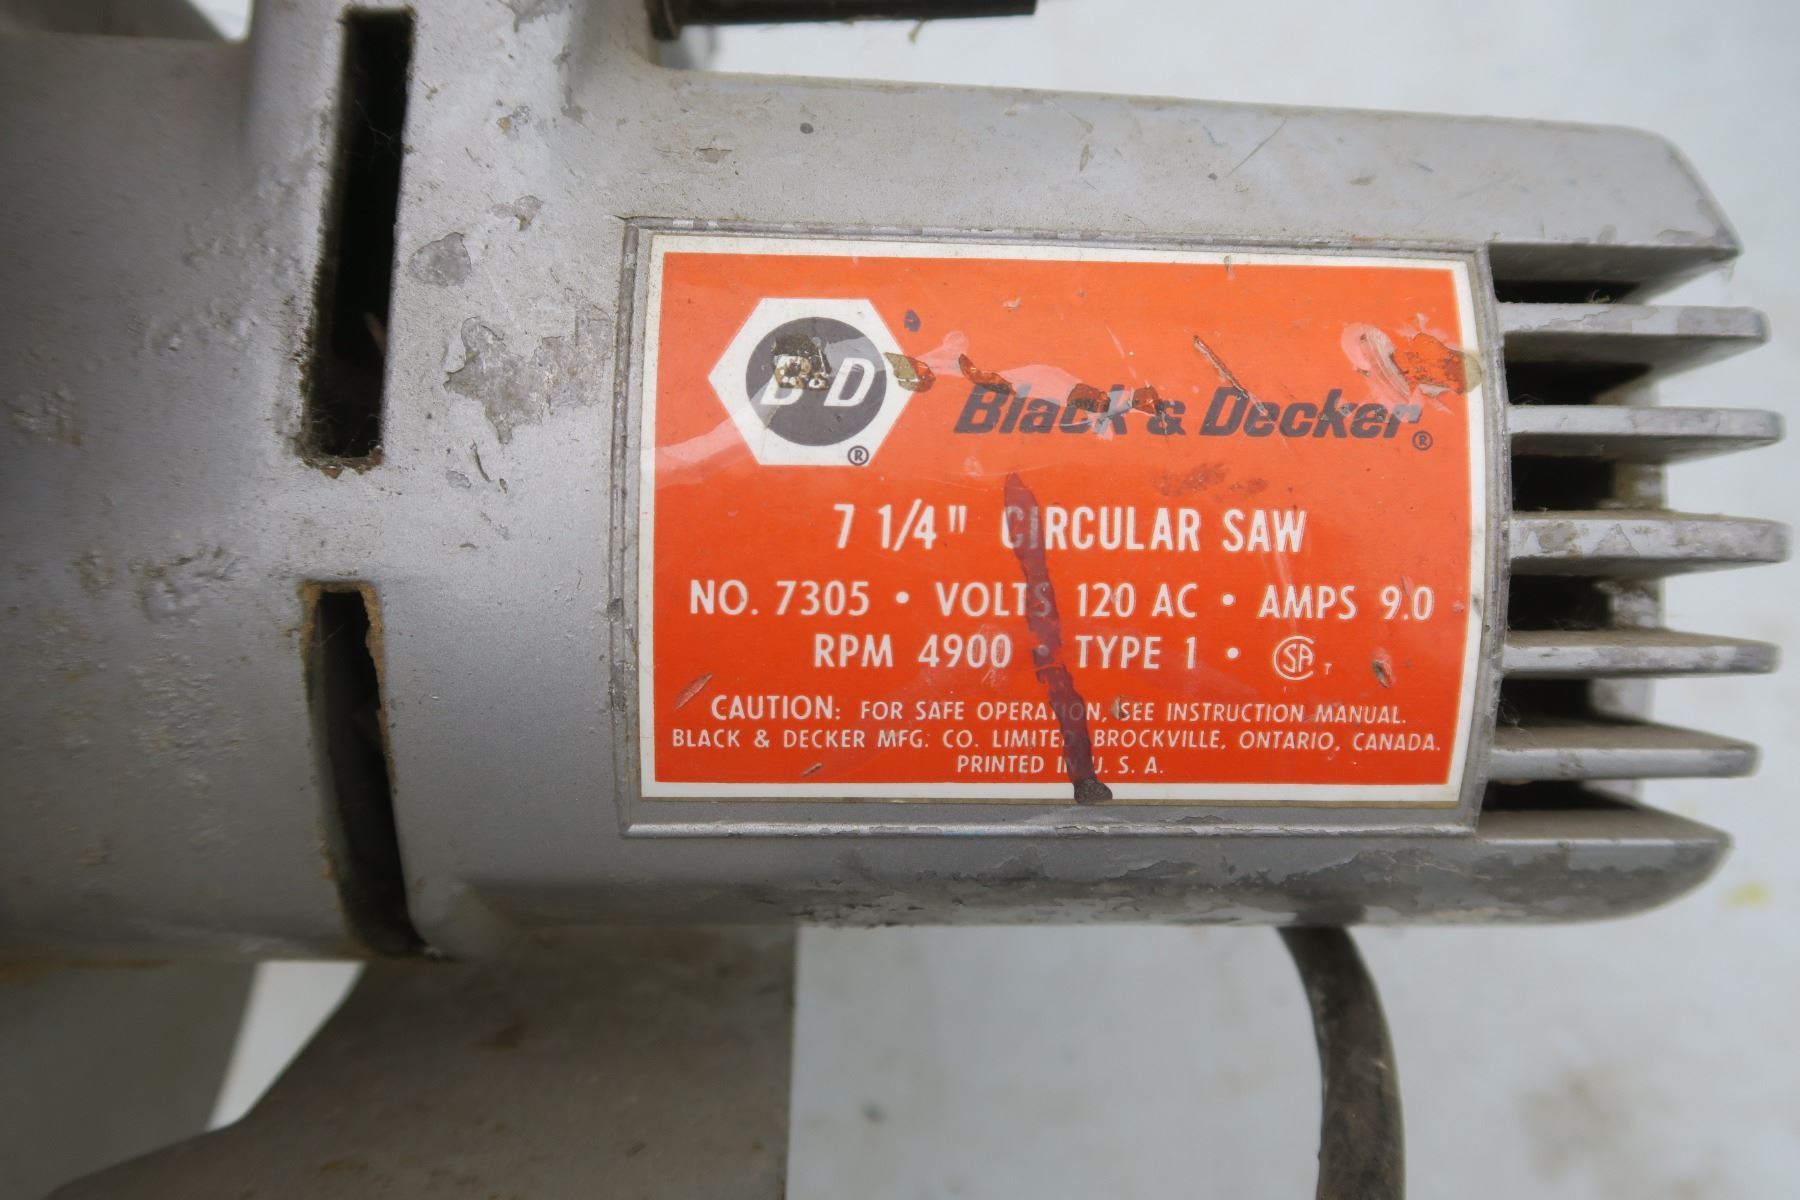 B&D
®
Black & Decker®
7 1/4" CIRCULAR SAW
NO. 7305 • VOLTS 120 AC • AMPS 9.0
RPM 4900 • TYPE 1 • SA T
CAUTION: FOR SAFE OPERATION, SEE INSTRUCTION MANUAL.
BLACK & DECKER MFG. CO. LIMITED, BROCKVILLE, ONTARIO, CANADA.
PRINTED IN U. S. A.